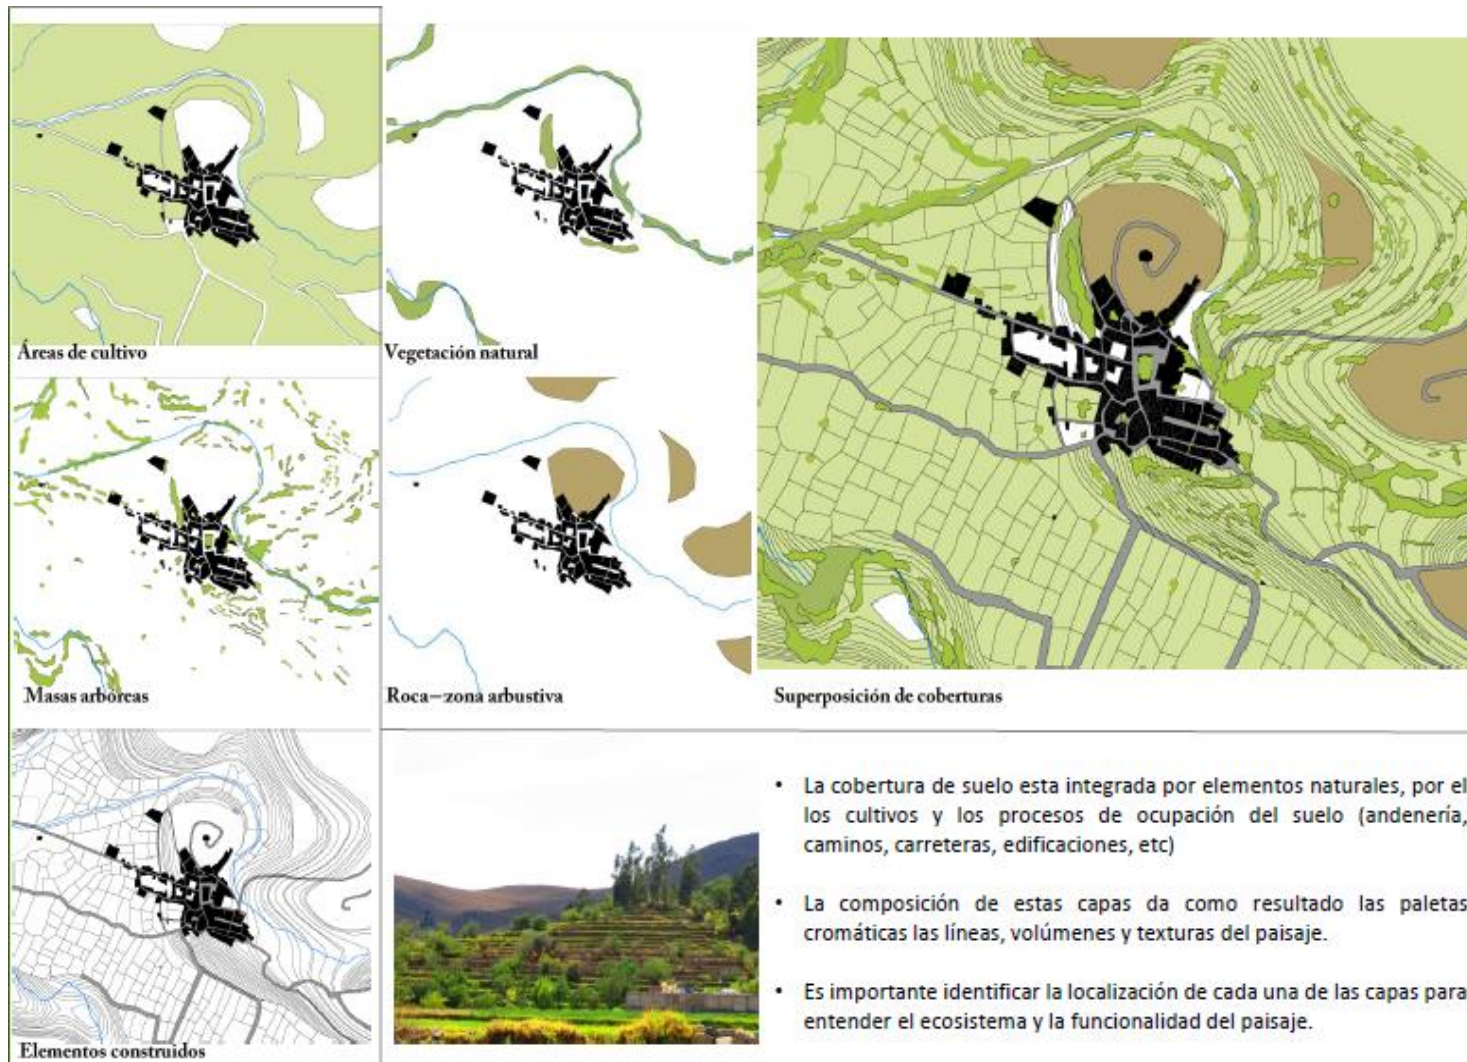 Áreas de cultivo
Vegetación natural
Masas arbóreas
Roca—zona arbustiva
Superposición de coberturas
Elementos construidos
• La cobertura de suelo esta integrada por elementos naturales, por el
los cultivos y los procesos de ocupación del suelo (andenería,
caminos, carreteras, edificaciones, etc)
• La composición de estas capas da como resultado las paletas
cromáticas las líneas, volúmenes y texturas del paisaje.
• Es importante identificar la localización de cada una de las capas para
entender el ecosistema y la funcionalidad del paisaje.